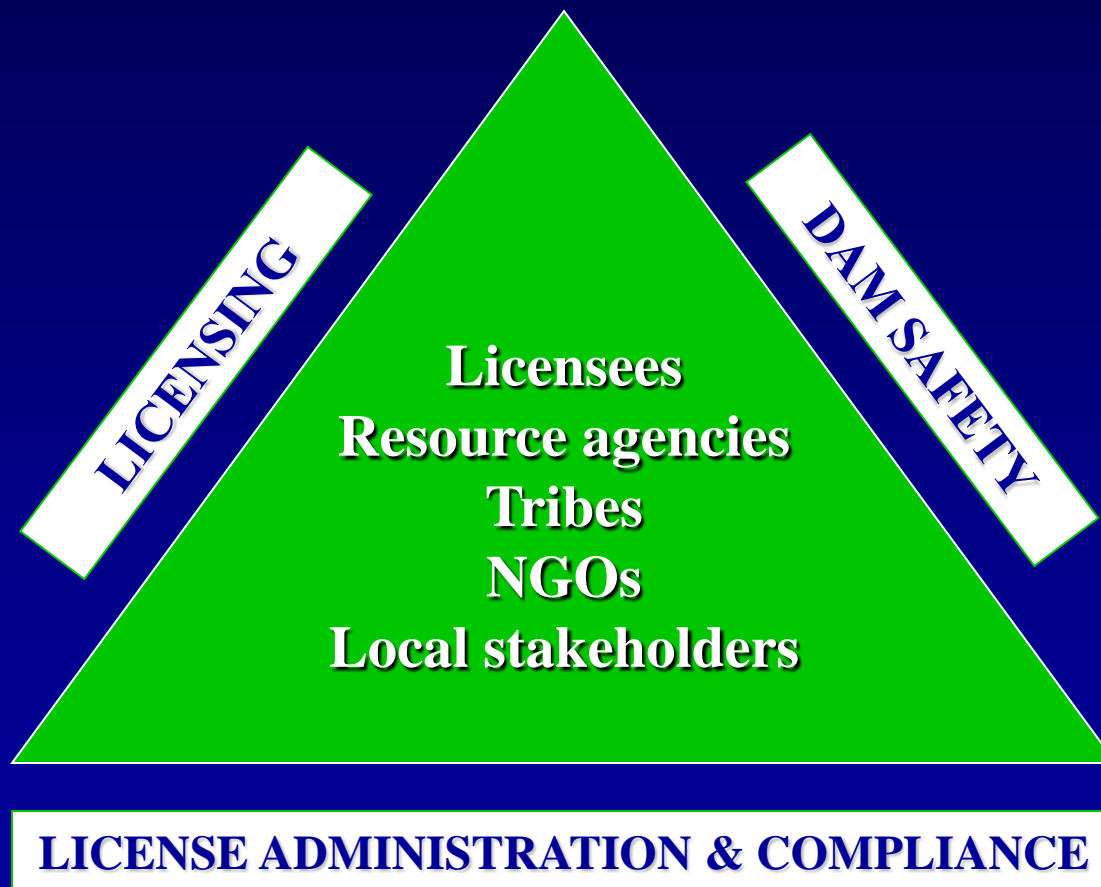 LICENSING
DAM SAFETY
Licensees
Resource agencies
Tribes
NGOs
Local stakeholders
LICENSE ADMINISTRATION & COMPLIANCE